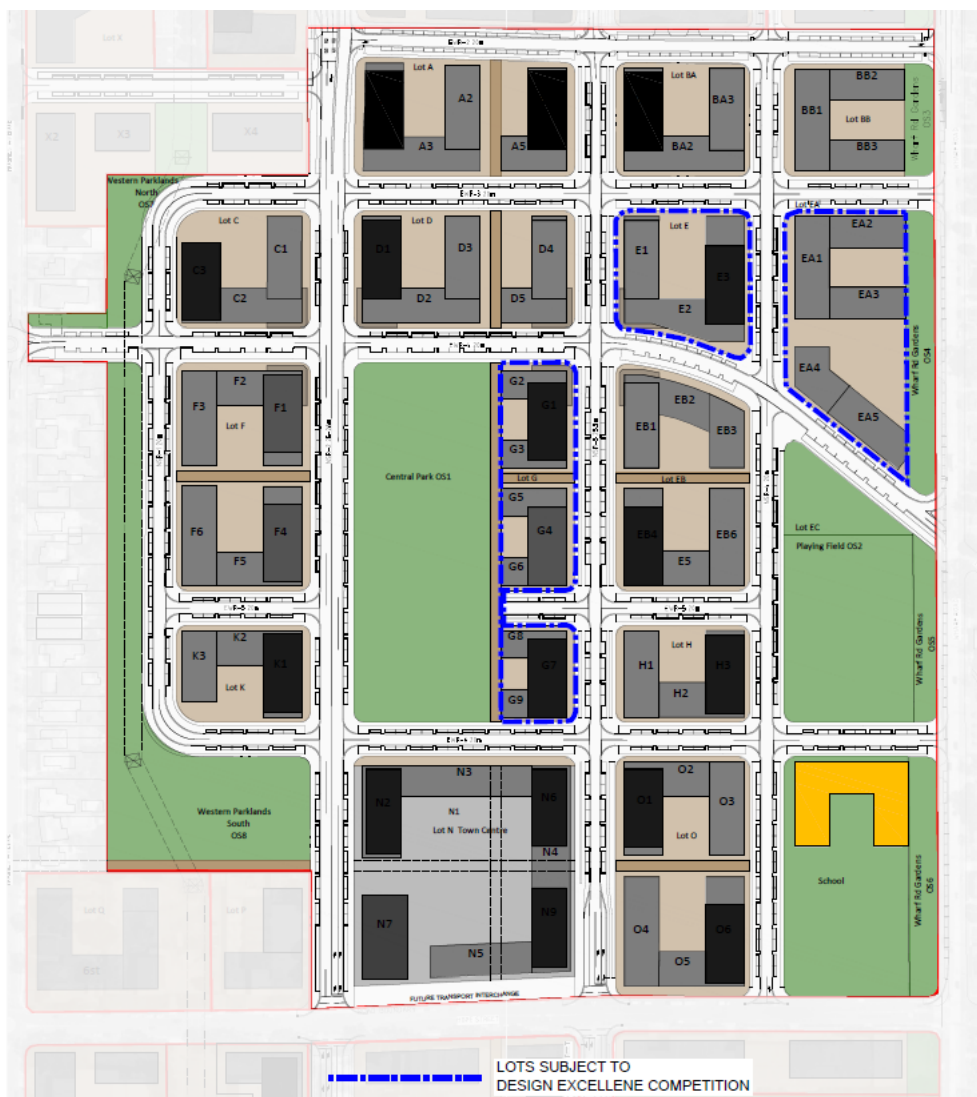 Lot X
X2
X3
X4
Lot A
A2
A3
A5
Lot BA
BA3
BA2
BB2
BB1
Lot BB
BB3
Wharf Rd Gardens
OS3
Western Parklands
North
Lot C
C1
C3
C2
Lot D
D1
D3
D4
D2
D5
Lot E
E1
E3
E2
Lot EA
EA2
EA1
EA3
EA4
EA5
Wharf Rd Gardens
OS4
F2
F3
F1
Lot F
F6
F4
F5
Central Park OS1
G2
G1
G3
Lot G
G5
G4
G6
G8
G7
G9
EB2
EB1
EB3
Lot EB
EB4
E5
EB6
Lot EC
Playing Field OS2
Wharf Rd Gardens
OS5
K2
K3
K1
Lot K
Lot H
H1
H3
H2
Western Parklands
South
OS8
N3
N2
N6
N1
Lot N Town Centre
N4
N7
N9
N5
FUTURE TRANSPORT INTERCHANGE
O2
O1
O3
Lot O
O4
O6
O5
School
Wharf Rd Gardens
OS6
Lot Q
Lot P
LOTS SUBJECT TO
DESIGN EXCELLENE COMPETITION